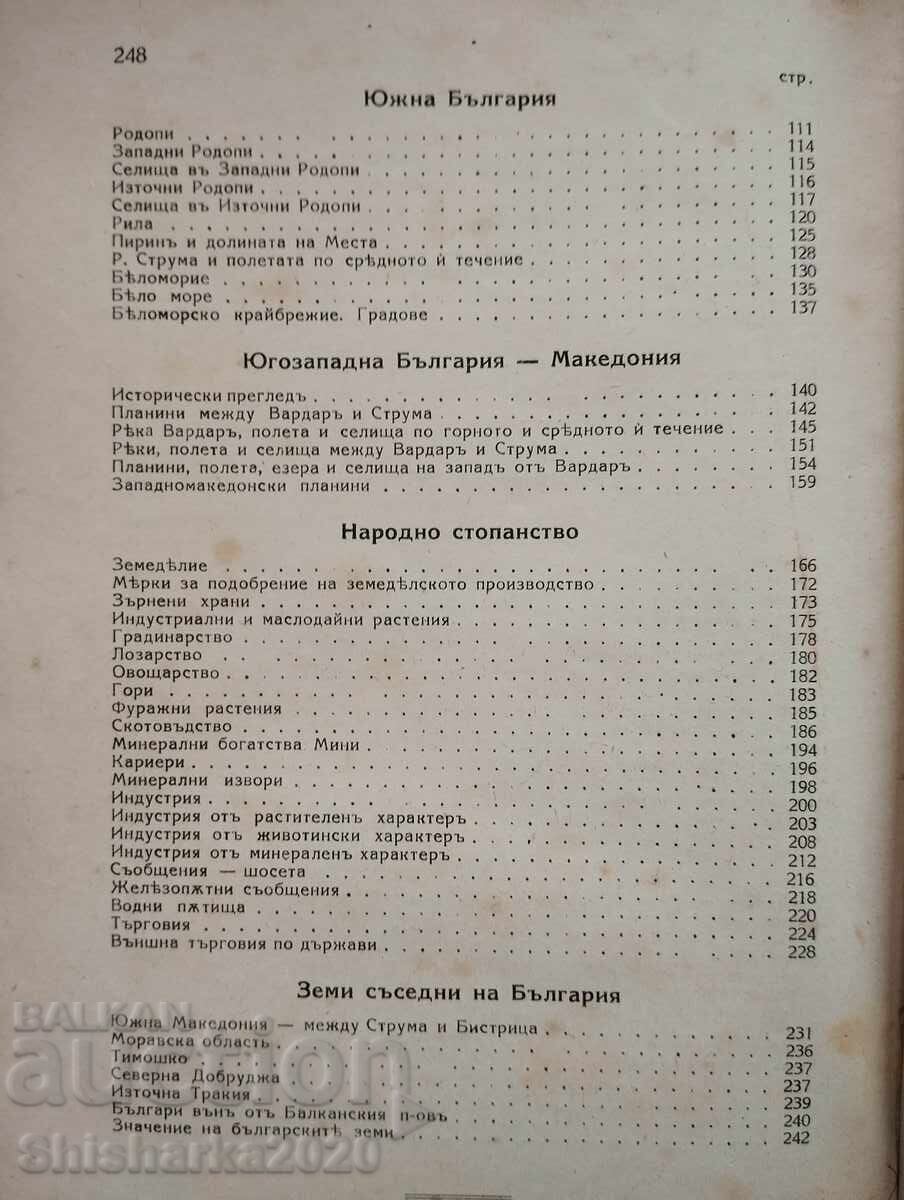 248
стр.
Южна България
Родопи . . . . . . . . . . 111
Западни Родопи . . . . . . . . . . 114
Селища въ Западни Родопи . . . . . . . . . . 115
Източни Родопи . . . . . . . . . . 116
Селища въ Източни Родопи . . . . . . . . . . 117
Рила . . . . . . . . . . 120
Пиринъ и долината на Места . . . . . . . . . . 125
Р. Струма и полетата по срѣдното ѝ течение . . . . . . . . . . 128
Бѣломорие . . . . . . . . . . 130
Бѣло море . . . . . . . . . . 135
Бѣломорско крайбрежие. Градове . . . . . . . . . . 137
Югозападна България — Македония
Исторически прегледъ . . . . . . . . . . 140
Планини между Вардаръ и Струма . . . . . . . . . . 142
Рѣка Вардаръ, полета и селища по горното и срѣдното ѝ течение . . . 145
Рѣки, полета и селища между Вардаръ и Струма . . . . . . . . . . 151
Планини, полета, езера и селища на западъ отъ Вардаръ . . . . . . . . 154
Западномакедонски планини . . . . . . . . . . 159
Народно стопанство
Земедѣлие . . . . . . . . . . 166
Мѣрки за подобрение на земедѣлското производство . . . . . . . . . . 172
Зърнени храни . . . . . . . . . . 173
Индустриални и маслодайни растения . . . . . . . . . . 175
Градинарство . . . . . . . . . . 178
Лозарство . . . . . . . . . . 180
Овощарство . . . . . . . . . . 182
Гори . . . . . . . . . . 183
Фуражни растения . . . . . . . . . . 185
Скотовъдство . . . . . . . . . . 186
Минерални богатства Мини . . . . . . . . . . 194
Кариери . . . . . . . . . . 196
Минерални извори . . . . . . . . . . 198
Индустрия . . . . . . . . . . 200
Индустрия отъ растителенъ характеръ . . . . . . . . . . 203
Индустрия отъ животински характеръ . . . . . . . . . . 208
Индустрия отъ минераленъ характеръ . . . . . . . . . . 212
Съобщения — шосета . . . . . . . . . . 216
Желѣзопѫтни съобщения . . . . . . . . . . 218
Водни пѫтища . . . . . . . . . . 220
Търговия . . . . . . . . . . 224
Външна търговия по държави . . . . . . . . . . 228
Земи съседни на България
Южна Македония — между Струма и Бистрица . . . . . . . . . . 231
Моравска область . . . . . . . . . . 236
Тимошко . . . . . . . . . . 237
Северна Добруджа . . . . . . . . . . 237
Източна Тракия . . . . . . . . . . 239
Българи вънъ отъ Балканския п-овъ . . . . . . . . . . 240
Значение на българскитѣ земи . . . . . . . . . . 242
BALKAN
auction
Shisharka2020